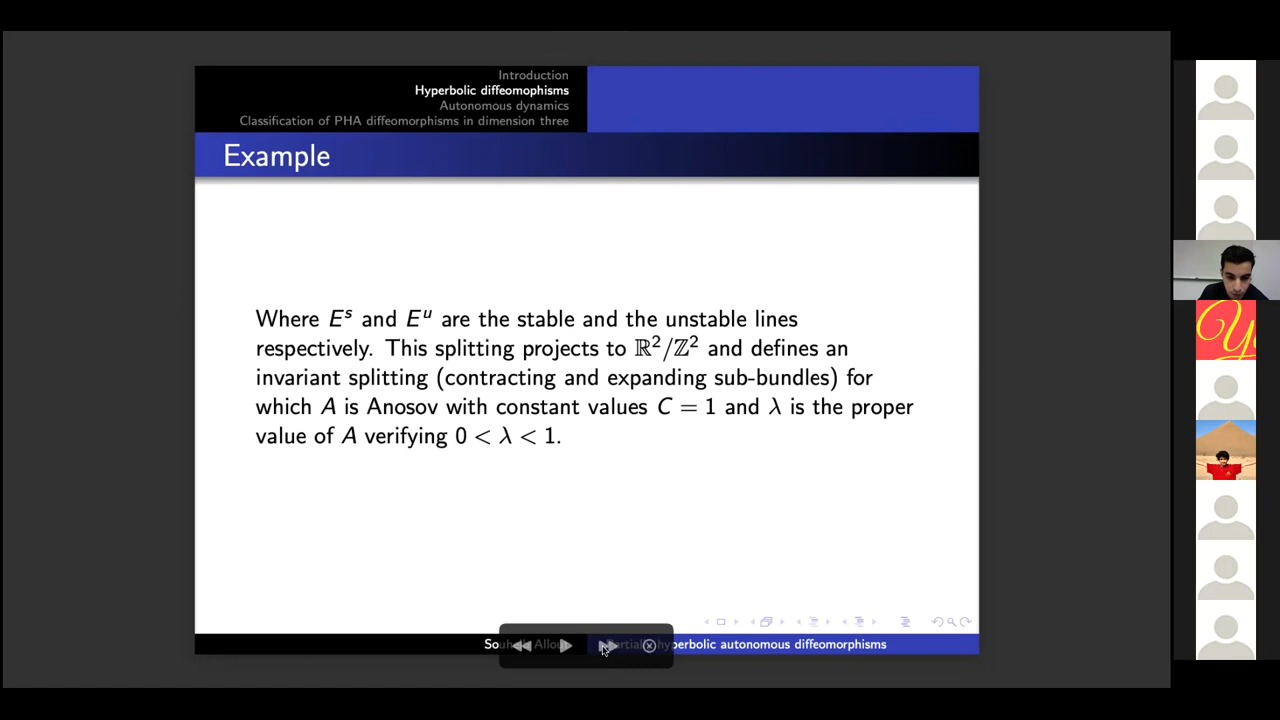 Introduction
Hyperbolic diffeomophisms
Autonomous dynamics
Classification of PHA diffeomorphisms in dimension three
Example
Where E^s and E^u are the stable and the unstable lines
respectively. This splitting projects to ℝ²/ℤ² and defines an
invariant splitting (contracting and expanding sub-bundles) for
which A is Anosov with constant values C = 1 and λ is the proper
value of A verifying 0 < λ < 1.
hyperbolic autonomous diffeomorphisms